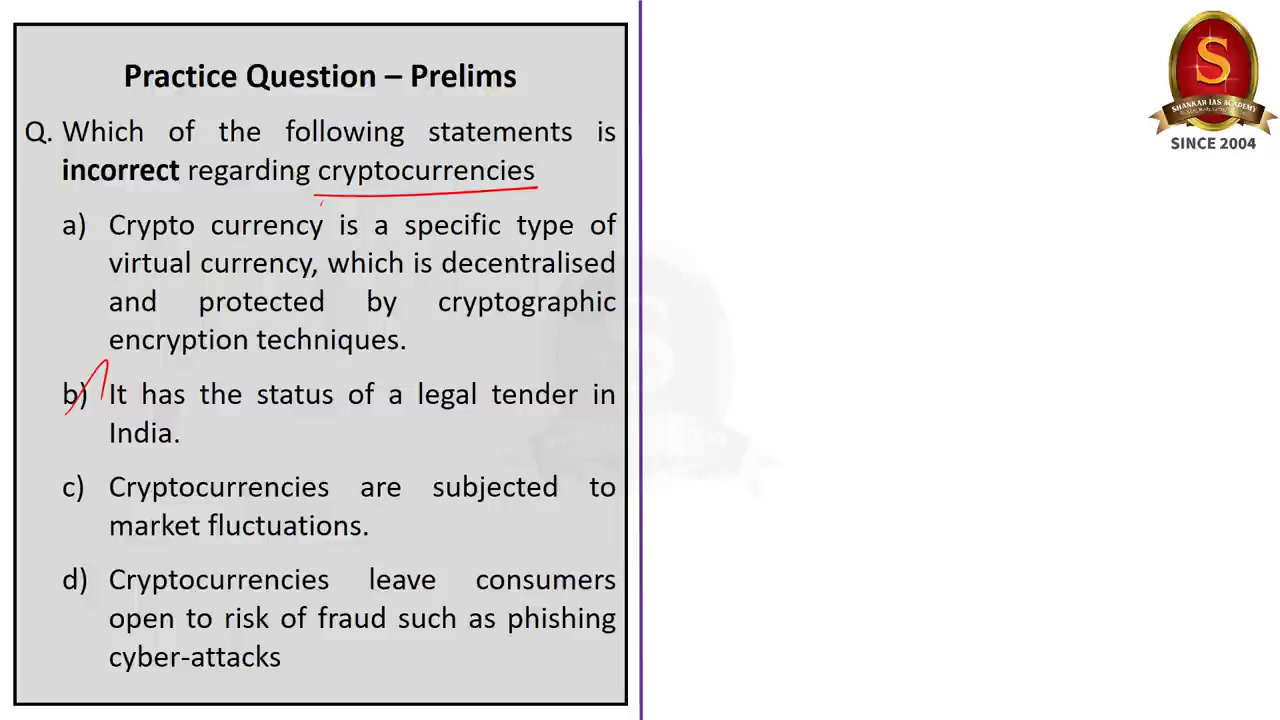 Practice Question – Prelims
Q. Which of the following statements is
incorrect regarding cryptocurrencies
a) Crypto currency is a specific type of
virtual currency, which is decentralised
and protected by cryptographic
encryption techniques.
b) It has the status of a legal tender in
India.
c) Cryptocurrencies are subjected to
market fluctuations.
d) Cryptocurrencies leave consumers
open to risk of fraud such as phishing
cyber-attacks
S
SHANKAR IAS ACADEMY
SINCE 2004